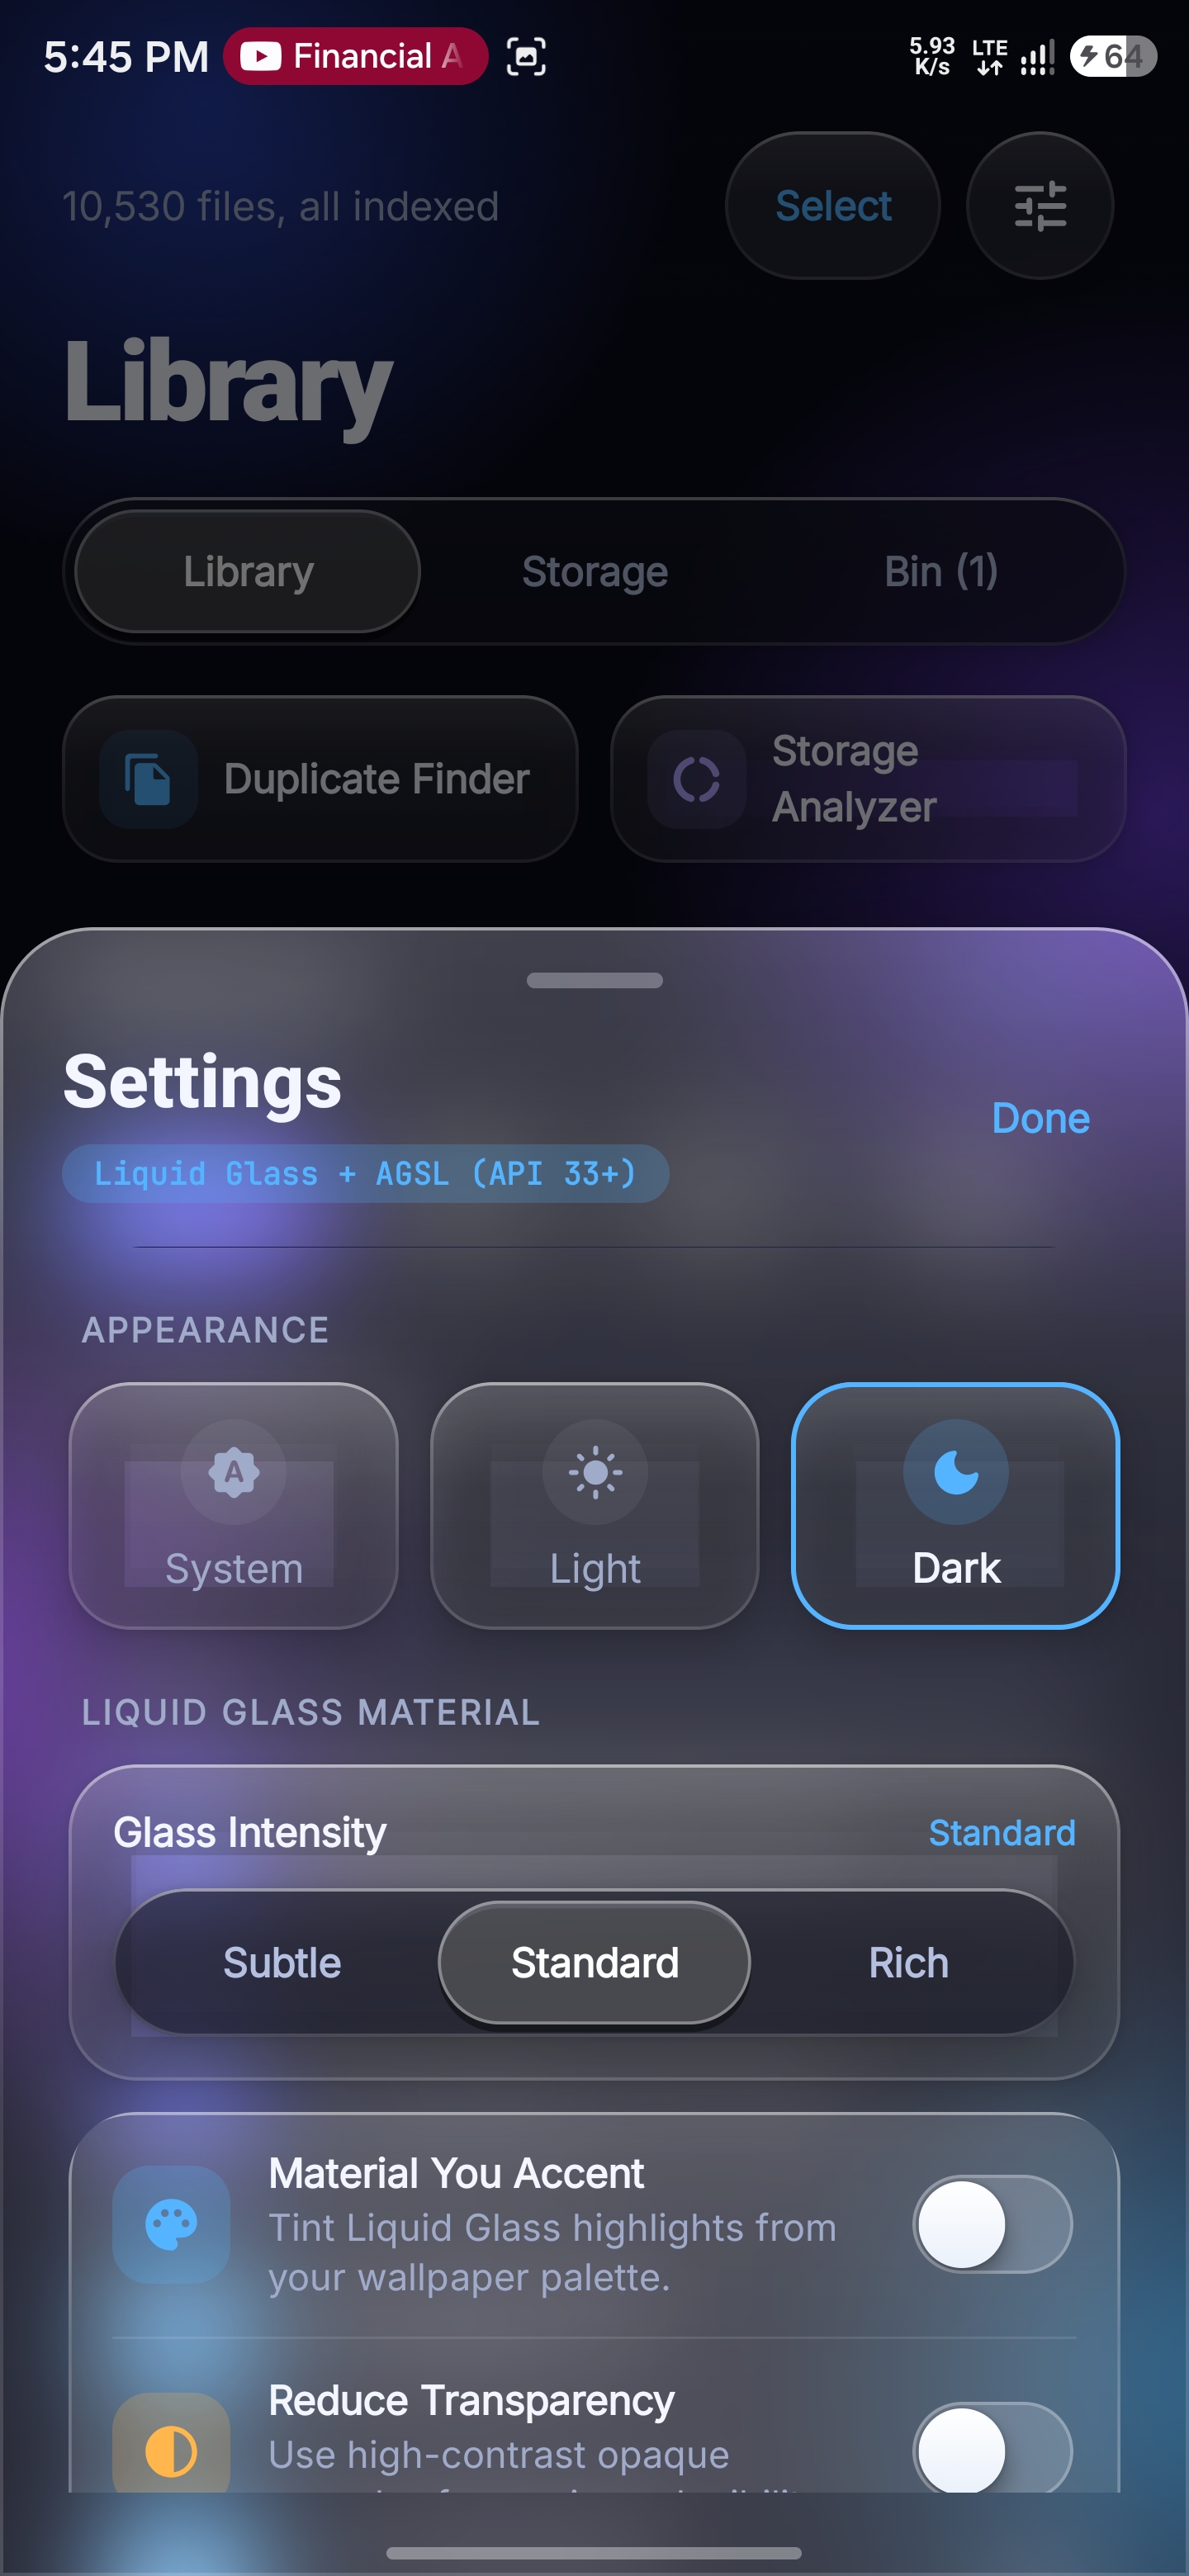 5:45 PM
Financial A
5.93 K/s
LTE
64
10,530 files, all indexed
Select
Library
Library
Storage
Bin (1)
Duplicate Finder
Storage
Analyzer
Settings
Done
Liquid Glass + AGSL (API 33+)
APPEARANCE
A
System
Light
Dark
LIQUID GLASS MATERIAL
Glass Intensity
Standard
Subtle
Standard
Rich
Material You Accent
Tint Liquid Glass highlights from
your wallpaper palette.
Reduce Transparency
Use high-contrast opaque